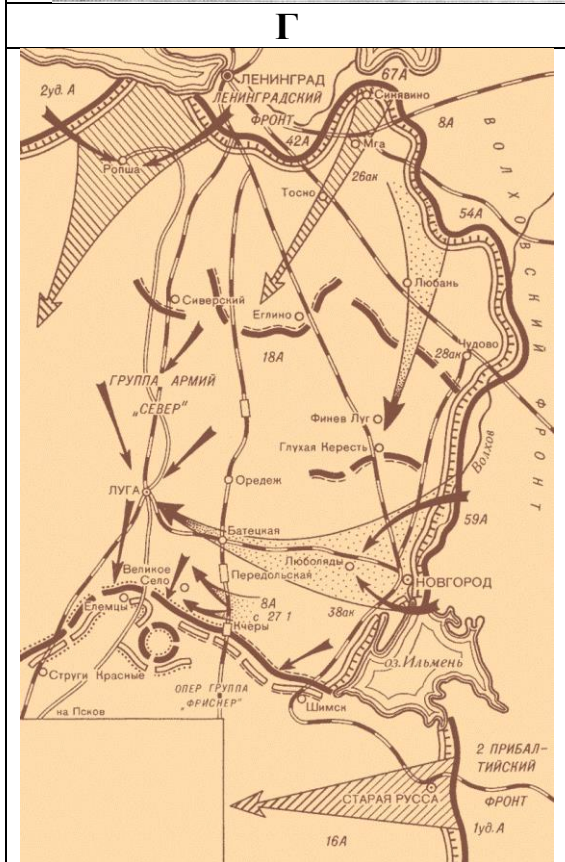 Г
ЛЕНИНГРАД
67А
2уд. А
ЛЕНИНГРАДСКИЙ
ФРОНТ
Синявино
42А
Мга
8А
Ропша
26ак
Тосно
ВОЛХОВСКИЙ ФРОНТ
54А
Сиверский
Любань
Еглино
18А
Чудово
28ак
ГРУППА АРМИЙ
„СЕВЕР"
Финев Луг
Глухая Кересть
Волхов
Оредеж
ЛУГА
59А
Батецкая
Великое
Село
Люболяды
Передольская
НОВГОРОД
Елемцы
8А
с 27 1
38ак
Кчеры
оз. Ильмень
Струги Красные
ОПЕР ГРУППА
„ФРИСНЕР"
Шимск
на Псков
2 ПРИБАЛ-
ТИЙСКИЙ
ФРОНТ
СТАРАЯ РУССА
1уд. А
16А